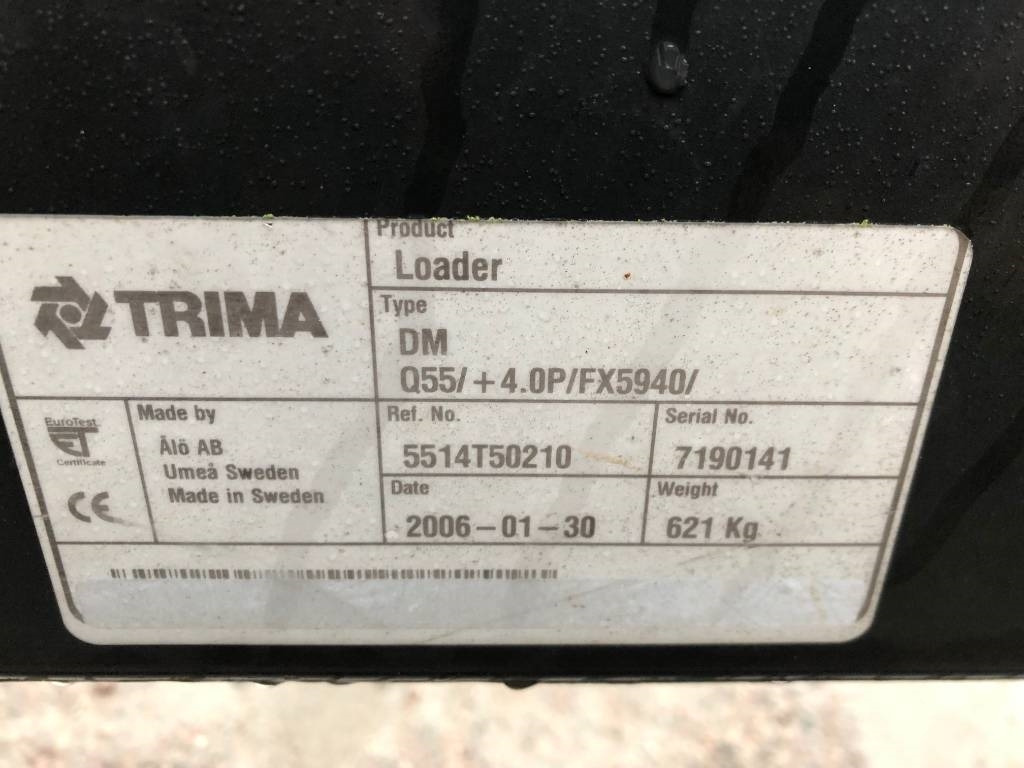 TRIMA
Product
Loader
Type
DM
Q55/+4.0P/FX5940/
EuroTest
ET
Certificate
CE
Made by
Ålö AB
Umeå Sweden
Made in Sweden
Ref. No.
5514T50210
Serial No.
7190141
Date
2006-01-30
Weight
621 Kg